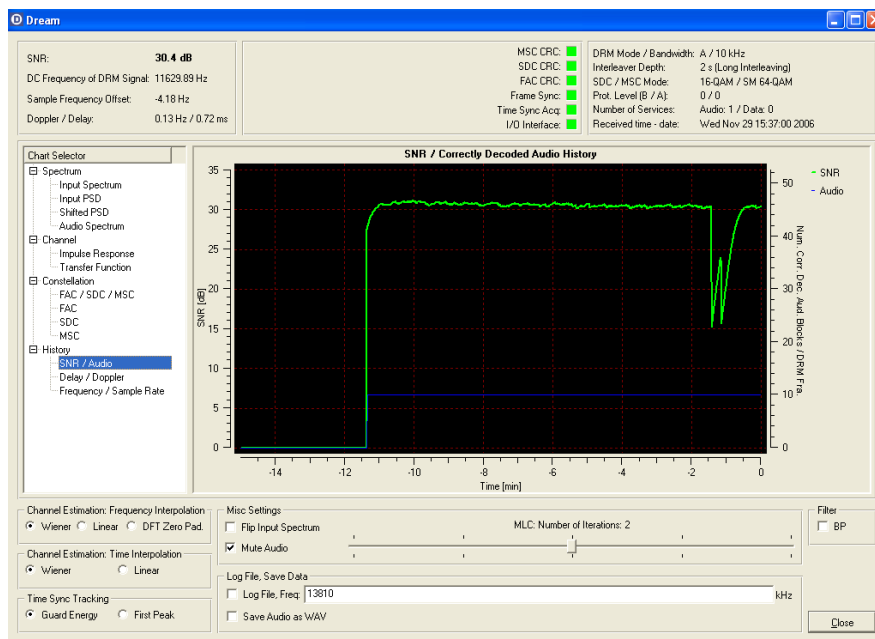 Dream
SNR: 30.4 dB
DC Frequency of DRM Signal: 11629.89 Hz
Sample Frequency Offset: -4.18 Hz
Doppler / Delay: 0.13 Hz / 0.72 ms
MSC CRC:
SDC CRC:
FAC CRC:
Frame Sync:
Time Sync Acq:
I/O Interface:
DRM Mode / Bandwidth: A / 10 kHz
Interleaver Depth: 2 s (Long Interleaving)
SDC / MSC Mode: 16-QAM / SM 64-QAM
Prot. Level (B / A): 0 / 0
Number of Services: Audio: 1 / Data: 0
Received time - date: Wed Nov 29 15:37:00 2006
Chart Selector
Spectrum
Input Spectrum
Input PSD
Shifted PSD
Audio Spectrum
Channel
Impulse Response
Transfer Function
Constellation
FAC / SDC / MSC
FAC
SDC
MSC
History
SNR / Audio
Delay / Doppler
Frequency / Sample Rate
SNR / Correctly Decoded Audio History
SNR [dB]
35
30
25
20
15
10
5
0
-14 -12 -10 -8 -6 -4 -2 0
Time [min]
50
40
30
20
10
0
Num. Corr. Dec. Aud. Blocks / DRM Fra.
SNR
Audio
Channel Estimation: Frequency Interpolation
Wiener Linear DFT Zero Pad.
Channel Estimation: Time Interpolation
Wiener Linear
Time Sync Tracking
Guard Energy First Peak
Misc Settings
Flip Input Spectrum
Mute Audio
MLC: Number of Iterations: 2
Log File, Save Data
Log File, Freq: 13810 kHz
Save Audio as WAV
Filter
BP
Close